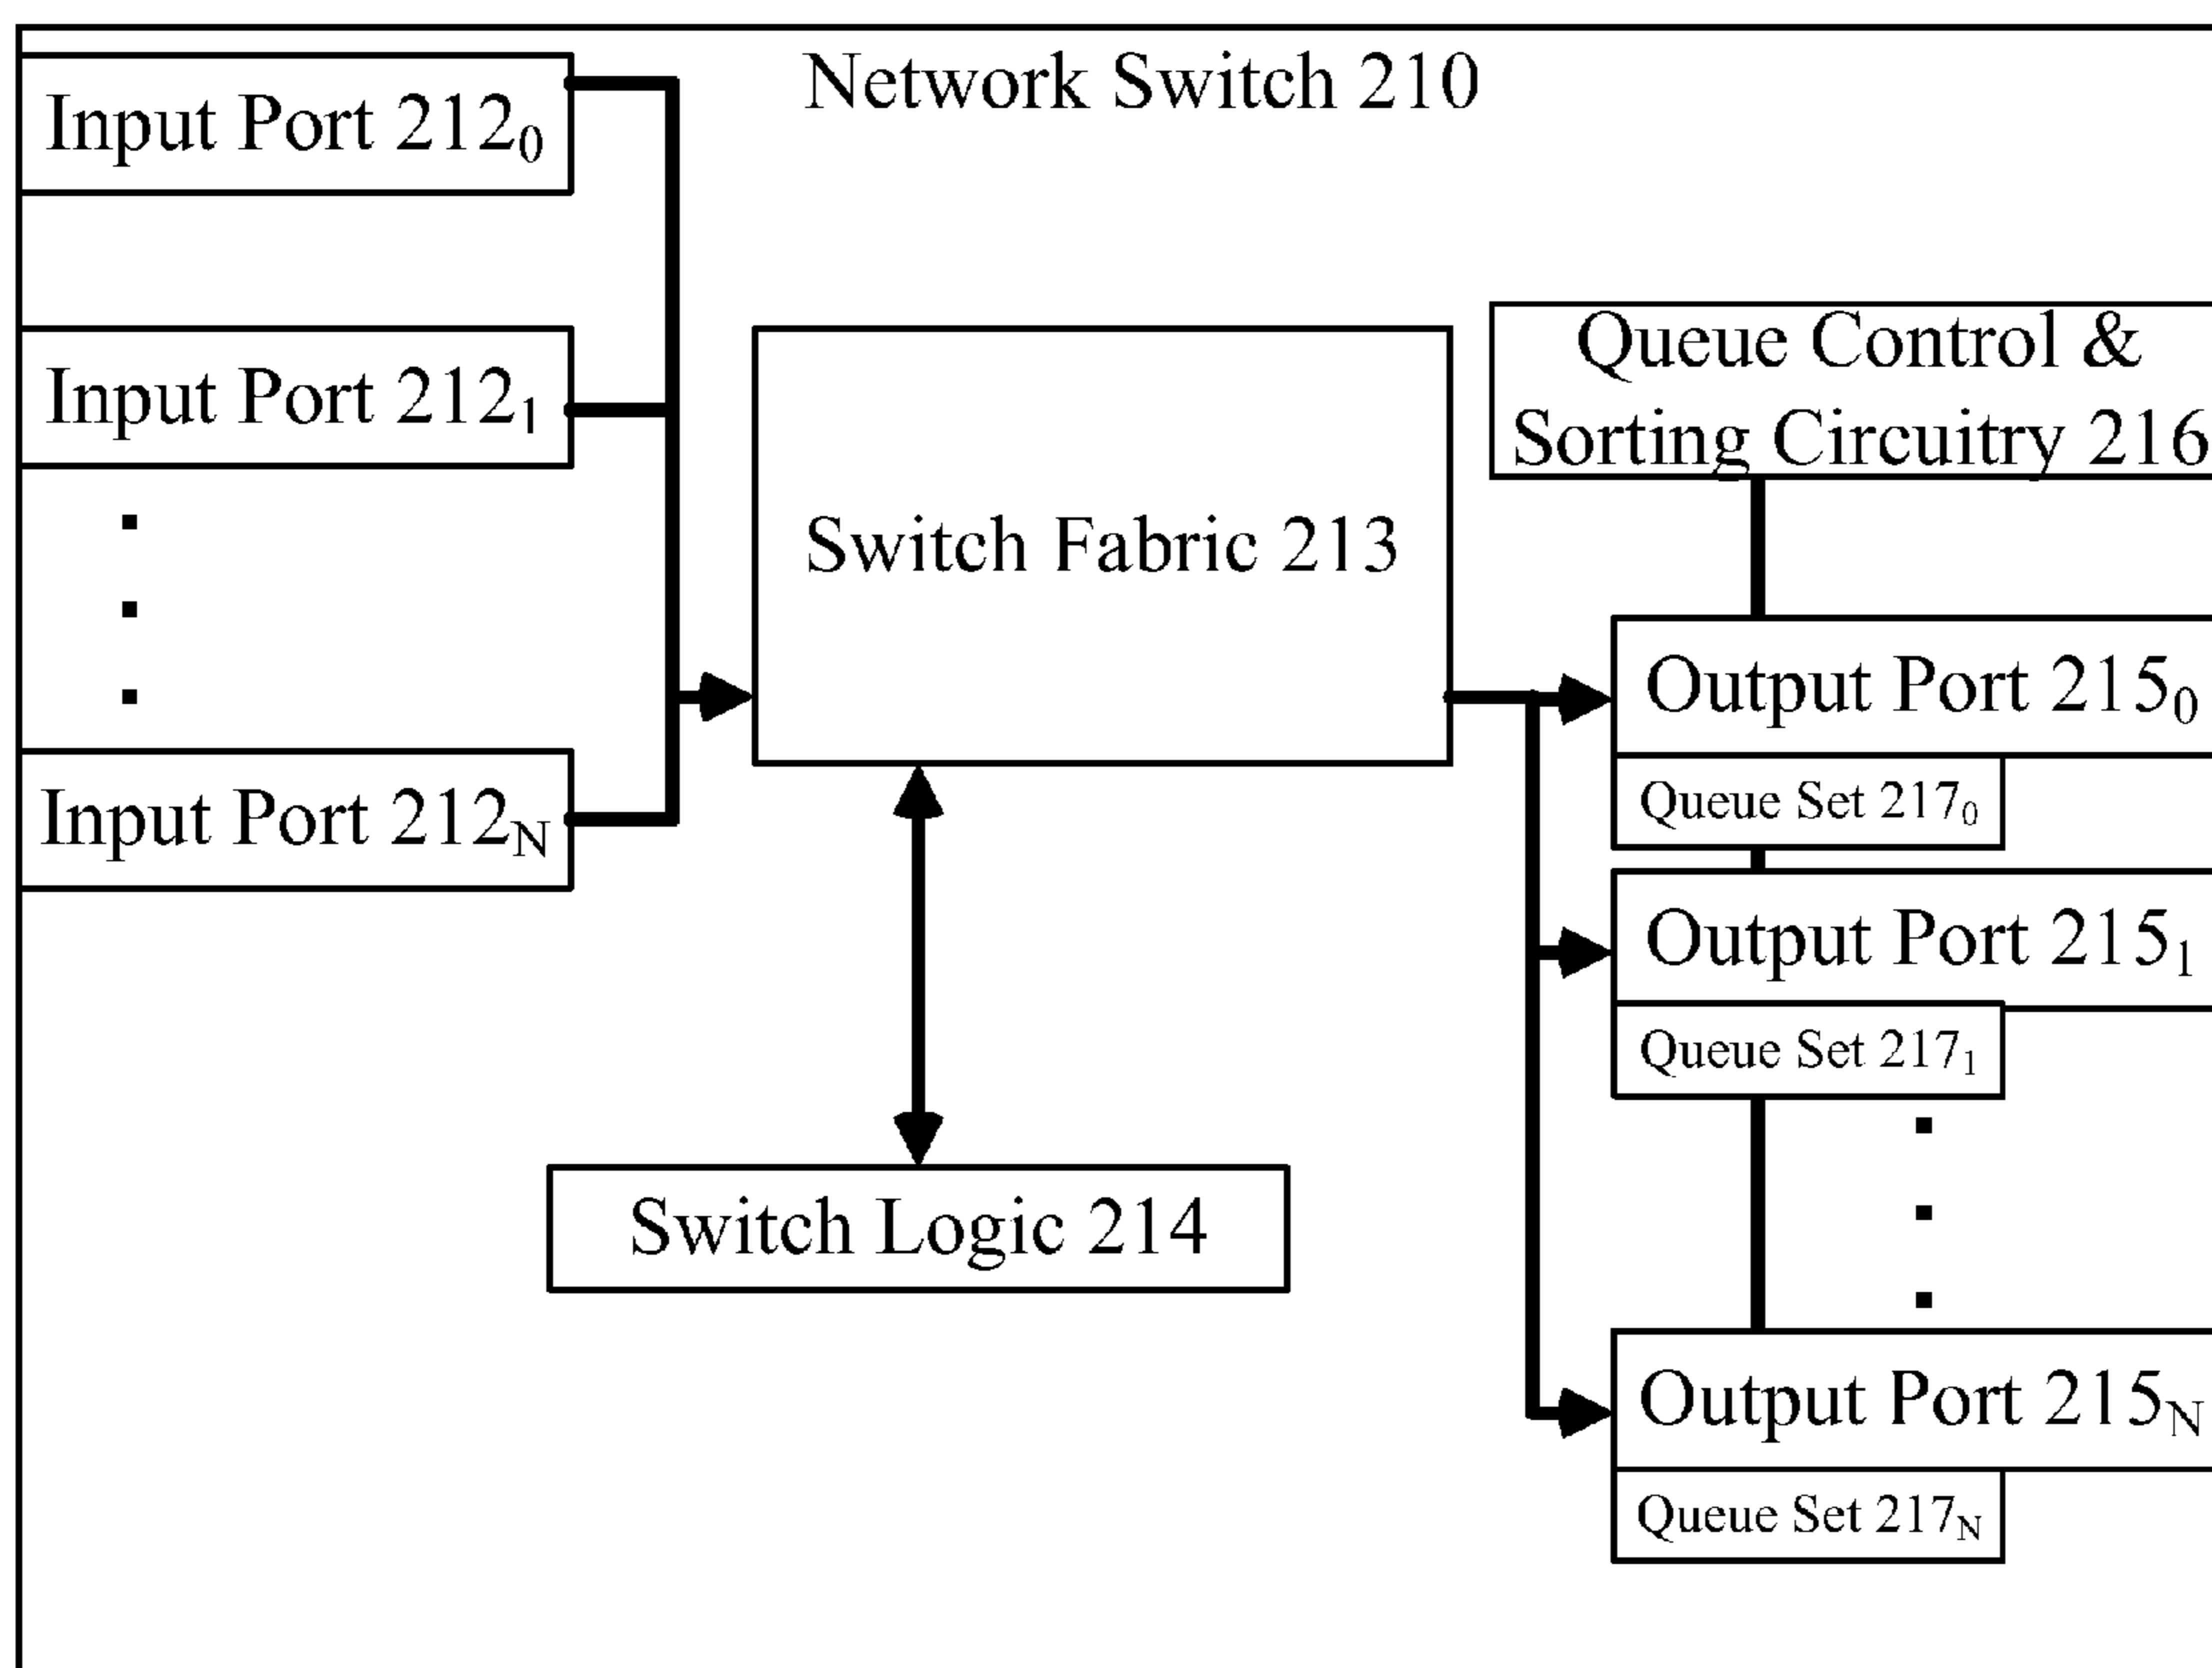 Network Switch 210
Input Port 212₀
Input Port 212₁
Input Port 212N
Switch Fabric 213
Switch Logic 214
Queue Control &
Sorting Circuitry 216
Output Port 215₀
Queue Set 217₀
Output Port 215₁
Queue Set 217₁
Output Port 215N
Queue Set 217N